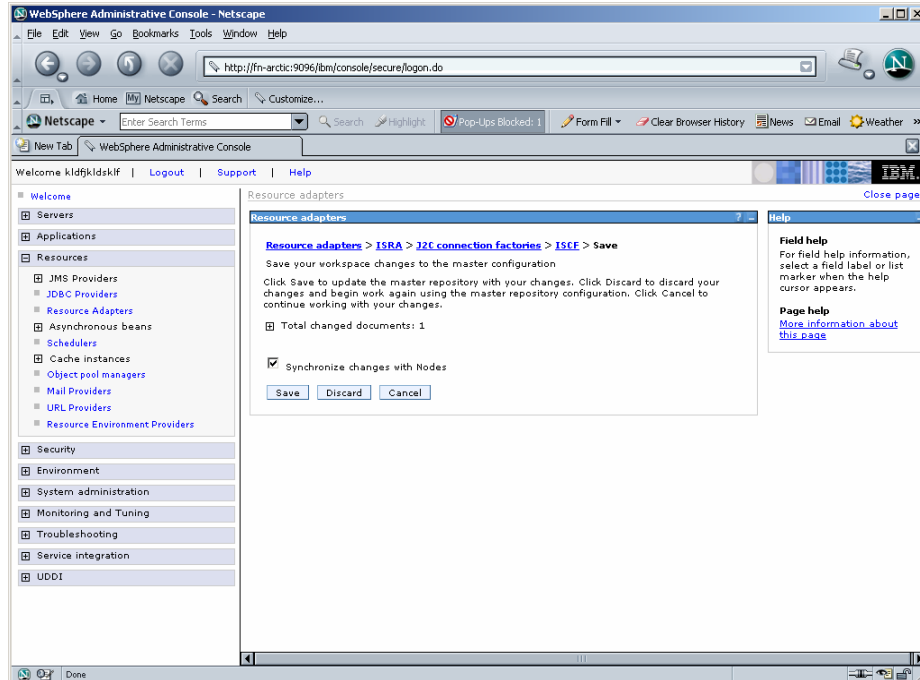 WebSphere Administrative Console - Netscape
File Edit View Go Bookmarks Tools Window Help
http://fn-arctic:9096/ibm/console/secure/logon.do
Home My Netscape Search Customize...
Netscape Enter Search Terms Search Highlight Pop-Ups Blocked: 1 Form Fill Clear Browser History News Email Weather »
New Tab WebSphere Administrative Console
Welcome kldfjkldsklf | Logout | Support | Help IBM.
Welcome
Servers
Applications
Resources
JMS Providers
JDBC Providers
Resource Adapters
Asynchronous beans
Schedulers
Cache instances
Object pool managers
Mail Providers
URL Providers
Resource Environment Providers
Security
Environment
System administration
Monitoring and Tuning
Troubleshooting
Service integration
UDDI
Resource adapters Close page
Resource adapters ? _
Resource adapters > ISRA > J2C connection factories > ISCF > Save
Save your workspace changes to the master configuration
Click Save to update the master repository with your changes. Click Discard to discard your
changes and begin work again using the master repository configuration. Click Cancel to
continue working with your changes.
Total changed documents: 1
Synchronize changes with Nodes
Save Discard Cancel
Help
Field help
For field help information,
select a field label or list
marker when the help
cursor appears.
Page help
More information about
this page
Done